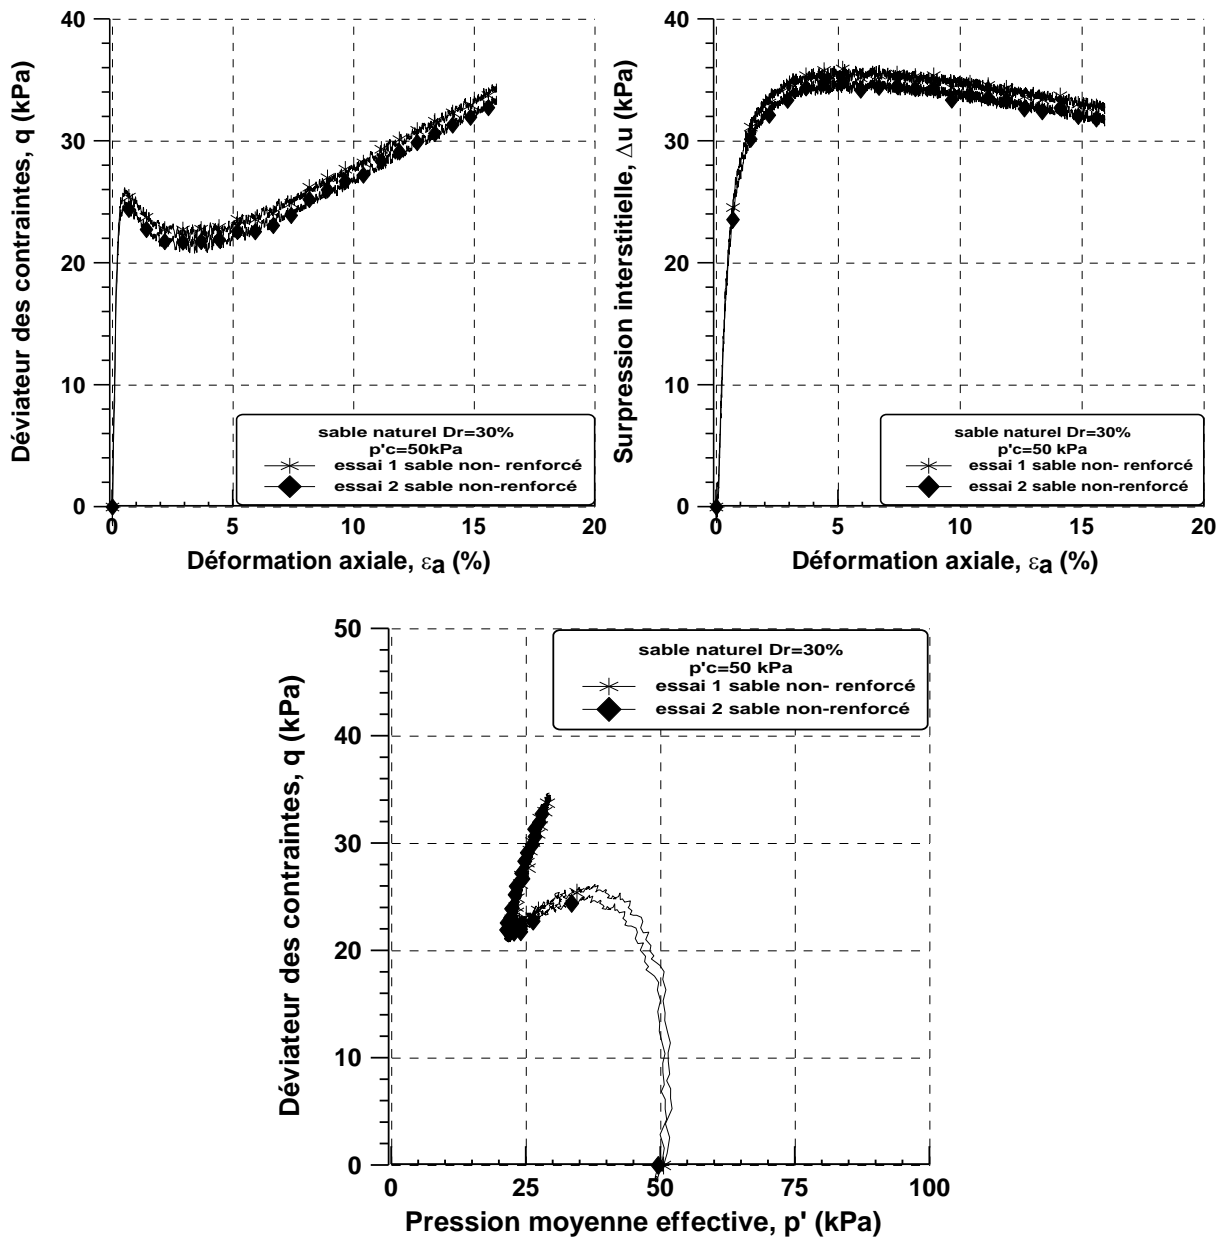 40
30
20
10
0
Déviateur des contraintes, q (kPa)
sable naturel Dr=30%
p'c=50kPa
essai 1 sable non- renforcé
essai 2 sable non-renforcé
0 5 10 15 20
Déformation axiale, εa (%)
40
30
20
10
0
Surpression interstitielle, Δu (kPa)
sable naturel Dr=30%
p'c=50 kPa
essai 1 sable non- renforcé
essai 2 sable non-renforcé
0 5 10 15 20
Déformation axiale, εa (%)
50
40
30
20
10
0
Déviateur des contraintes, q (kPa)
sable naturel Dr=30%
p'c=50 kPa
essai 1 sable non- renforcé
essai 2 sable non-renforcé
0 25 50 75 100
Pression moyenne effective, p' (kPa)